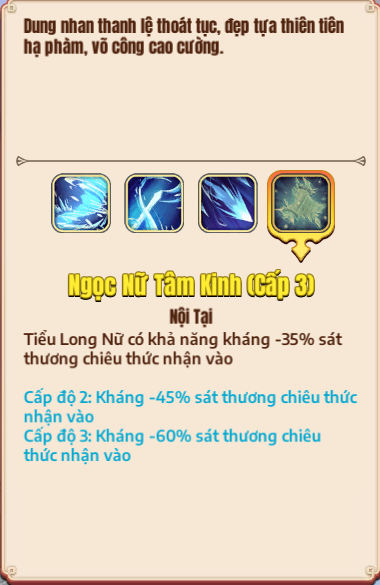 Dung nhan thanh lệ thoát tục, đẹp tựa thiên tiên
hạ phàm, võ công cao cường.
Ngọc Nữ Tâm Kinh (Cấp 3)
Nội Tại
Tiểu Long Nữ có khả năng kháng -35% sát
thương chiêu thức nhận vào
Cấp độ 2: Kháng -45% sát thương chiêu thức
nhận vào
Cấp độ 3: Kháng -60% sát thương chiêu
thức nhận vào